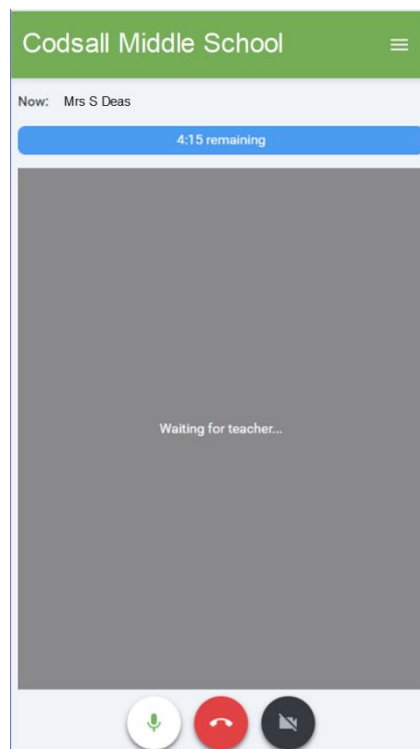 Codsall Middle School
Now: Mrs S Deas
4:15 remaining
Waiting for teacher...